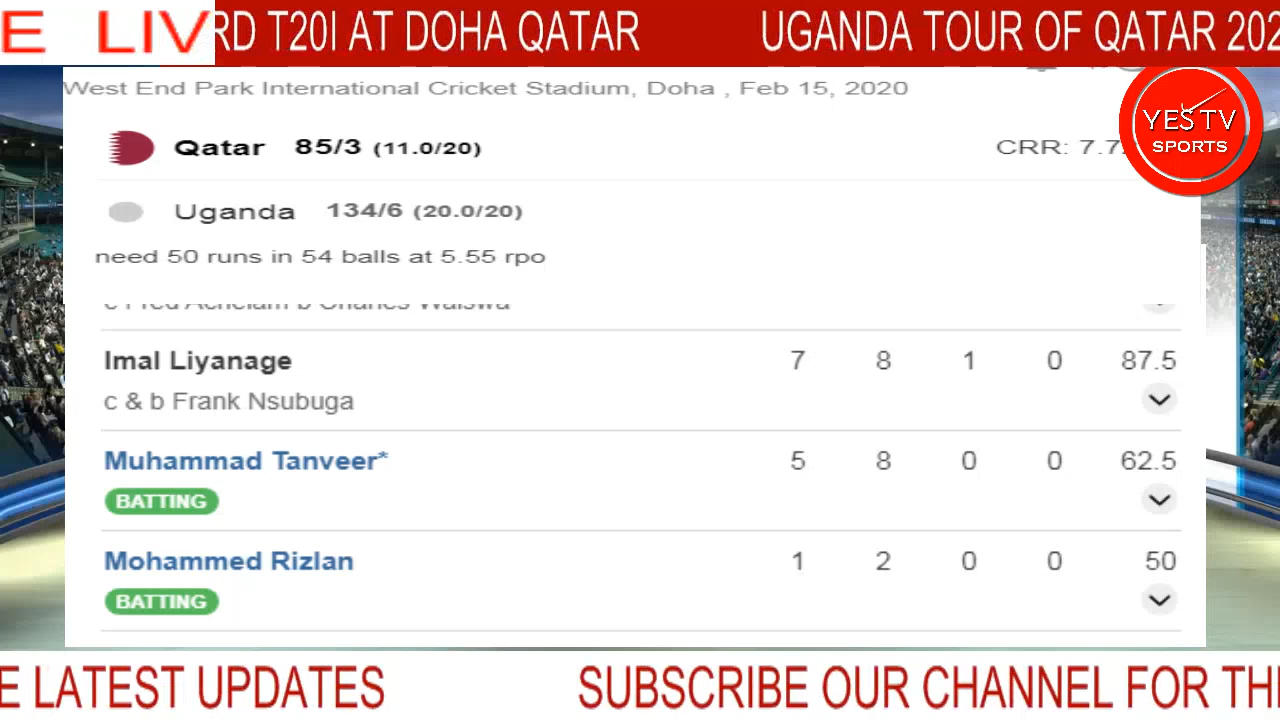 E LIV RD T20I AT DOHA QATAR UGANDA TOUR OF QATAR 202
West End Park International Cricket Stadium, Doha , Feb 15, 2020
YES TV
SPORTS
Qatar 85/3 (11.0/20) CRR: 7.7
Uganda 134/6 (20.0/20)
need 50 runs in 54 balls at 5.55 rpo
c Fred Achelam b Charles Waiswa
Imal Liyanage 7 8 1 0 87.5
c & b Frank Nsubuga
Muhammad Tanveer* 5 8 0 0 62.5
BATTING
Mohammed Rizlan 1 2 0 0 50
BATTING
E LATEST UPDATES SUBSCRIBE OUR CHANNEL FOR TH